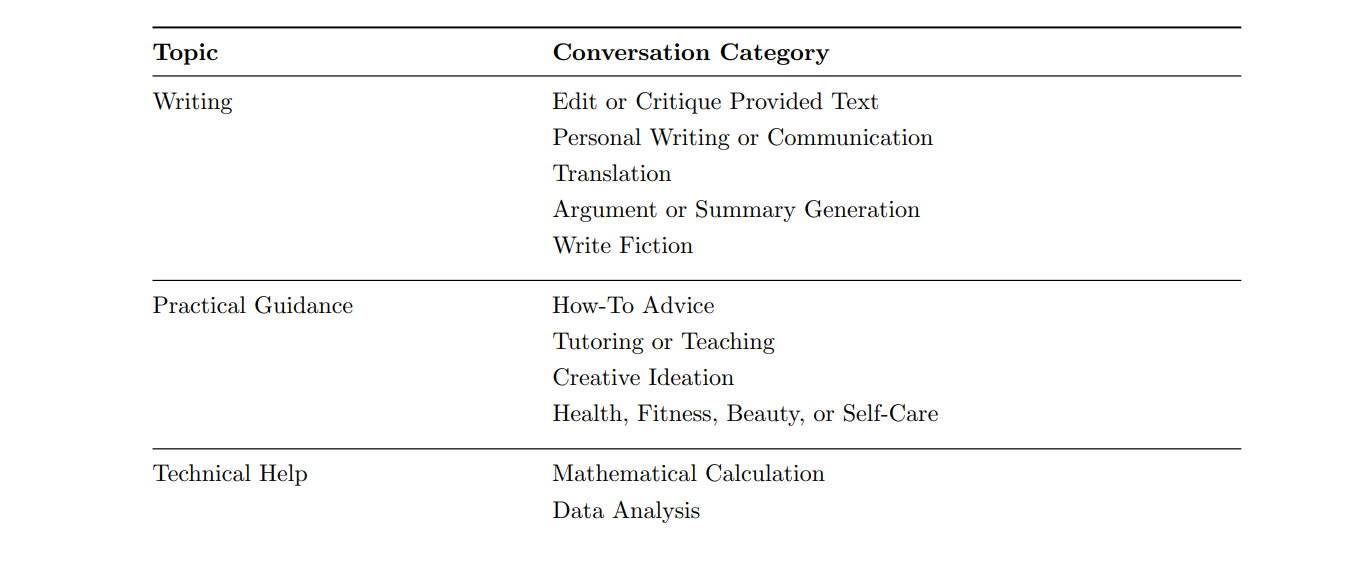 Topic Conversation Category
Writing Edit or Critique Provided Text
Personal Writing or Communication
Translation
Argument or Summary Generation
Write Fiction
Practical Guidance How-To Advice
Tutoring or Teaching
Creative Ideation
Health, Fitness, Beauty, or Self-Care
Technical Help Mathematical Calculation
Data Analysis